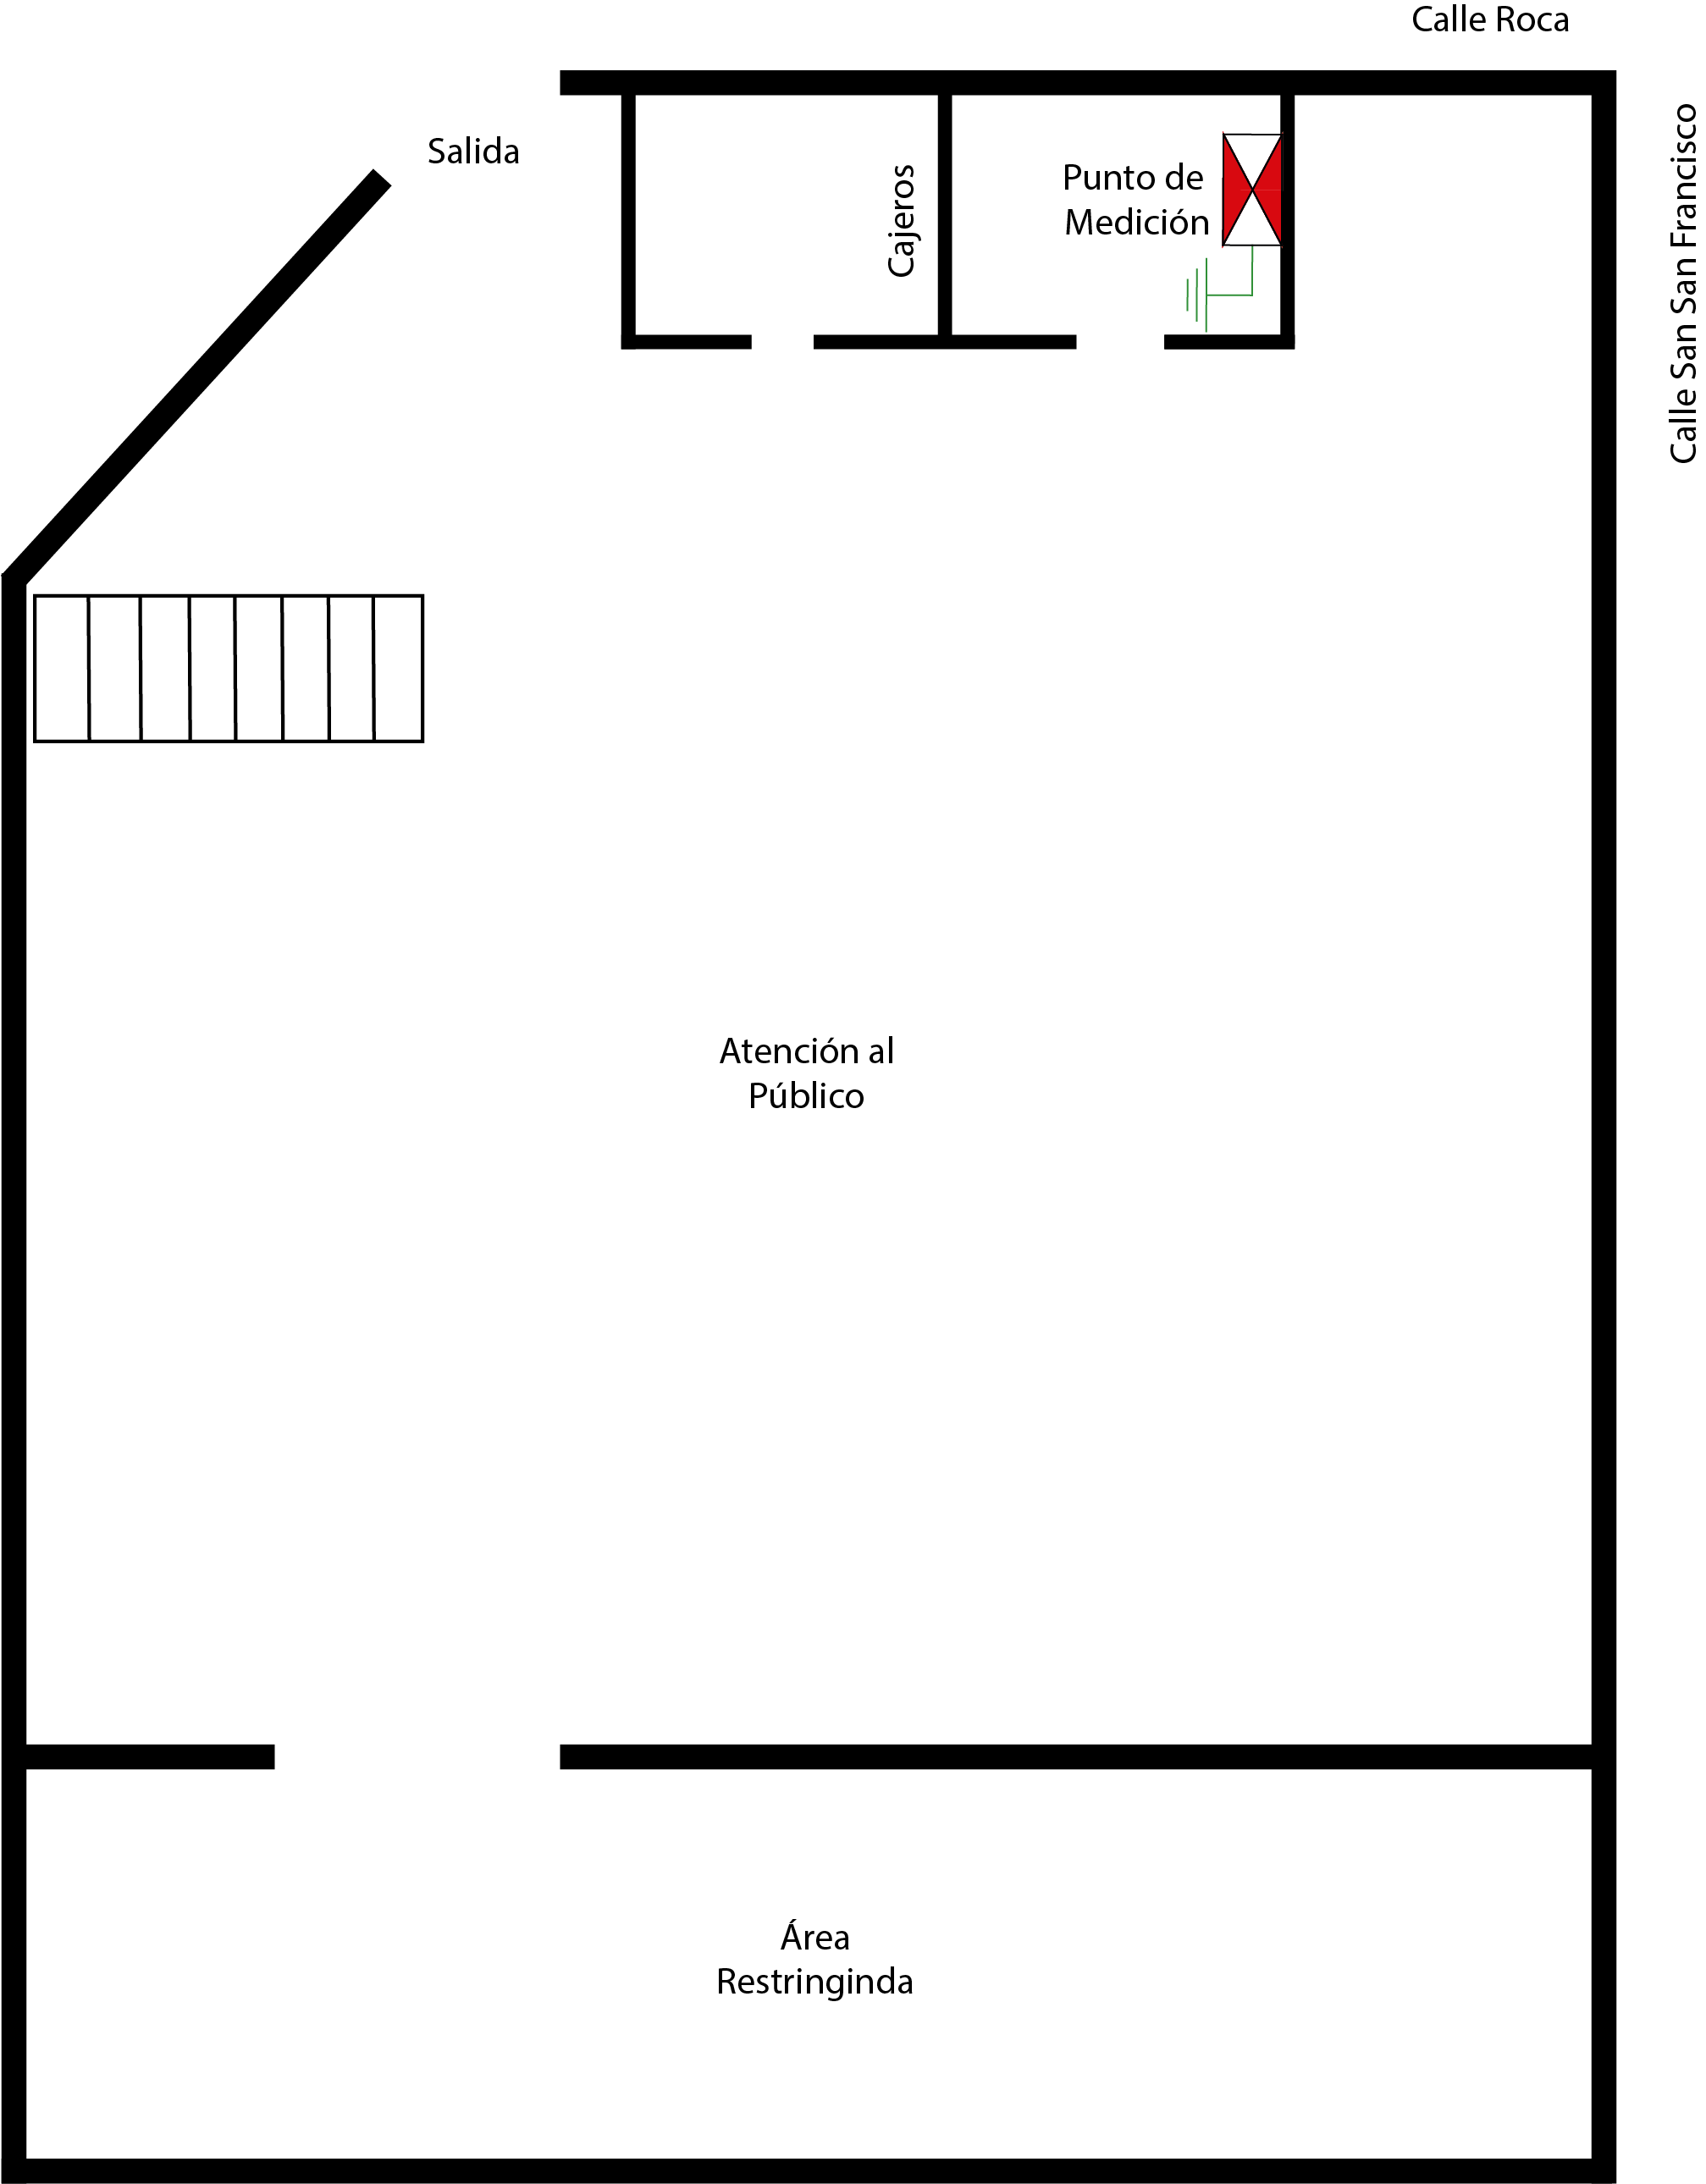 Calle Roca
Calle San San Francisco
Salida
Cajeros
Punto de
Medición
Atención al
Público
Área
Restringinda